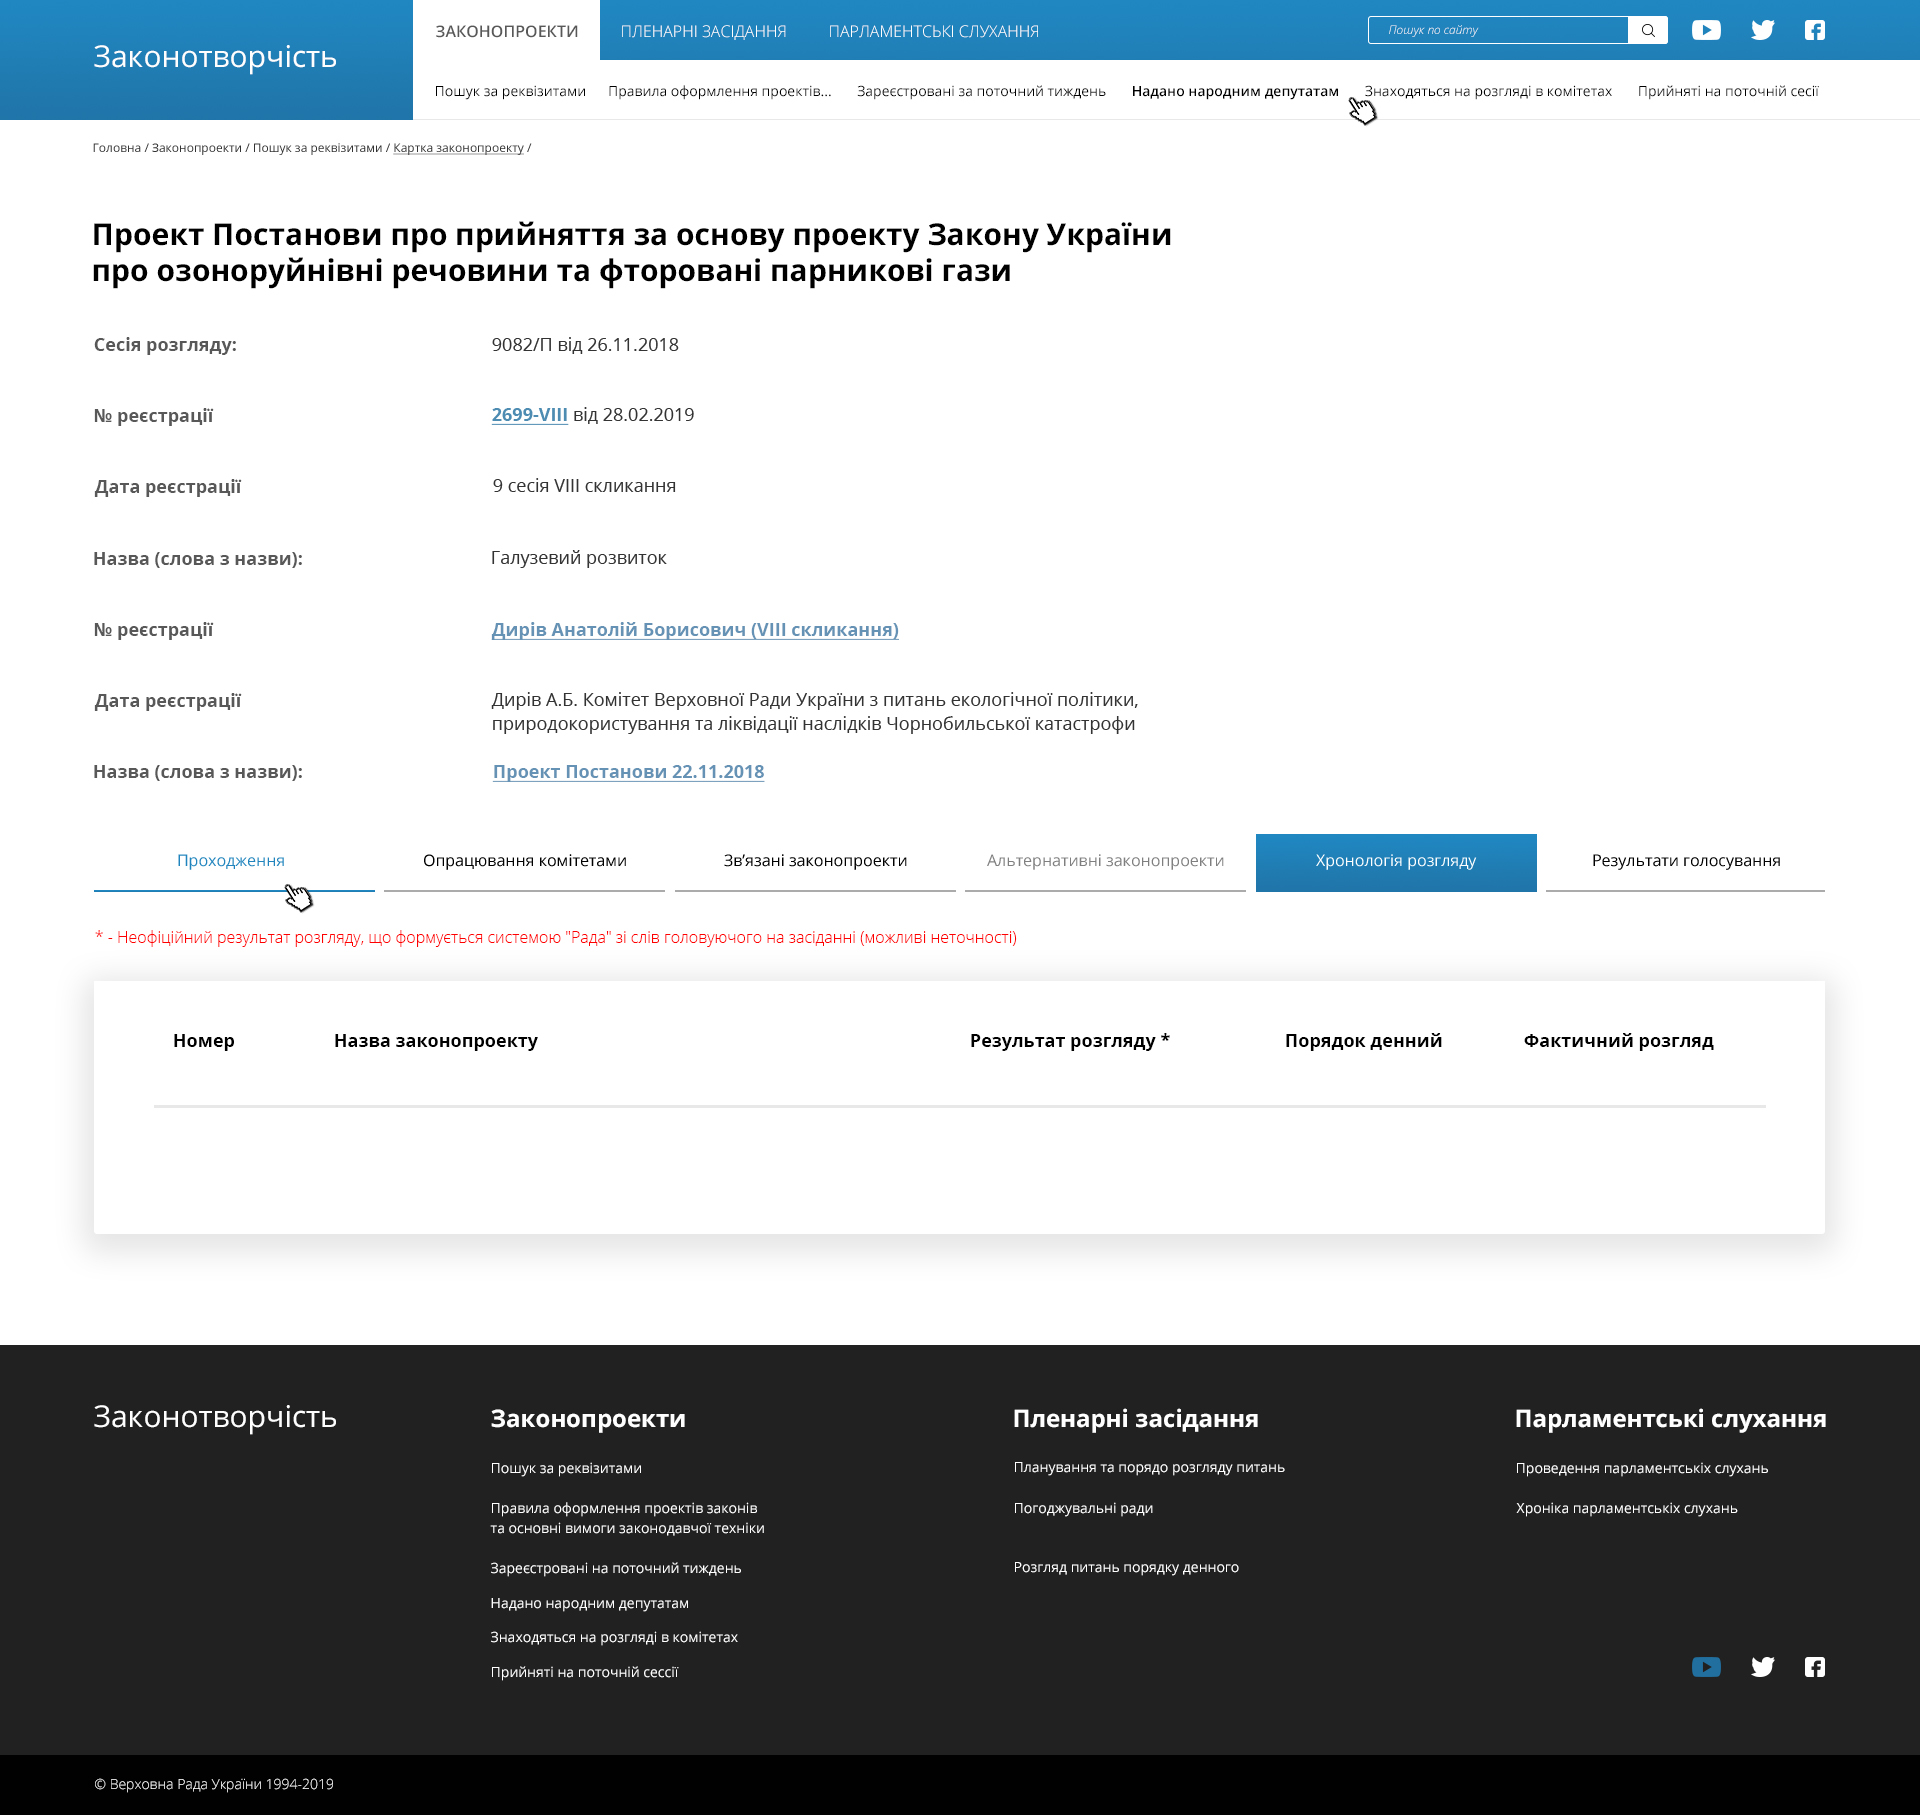 Законотворчість
ЗАКОНОПРОЕКТИ
ПЛЕНАРНІ ЗАСІДАННЯ
ПАРЛАМЕНТСЬКІ СЛУХАННЯ
Пошук по сайту
Пошук за реквізитами
Правила оформлення проектів...
Зареєстровані за поточний тиждень
Надано народним депутатам
Знаходяться на розгляді в комітетах
Прийняті на поточній сесії
Головна / Законопроекти / Пошук за реквізитами / Картка законопроекту /
Проект Постанови про прийняття за основу проекту Закону України
про озоноруйнівні речовини та фторовані парникові гази
Сесія розгляду:
9082/П від 26.11.2018
№ реєстрації
2699-VIII від 28.02.2019
Дата реєстрації
9 сесія VIII скликання
Назва (слова з назви):
Галузевий розвиток
№ реєстрації
Дирів Анатолій Борисович (VIII скликання)
Дата реєстрації
Дирів А.Б. Комітет Верховної Ради України з питань екологічної політики,
природокористування та ліквідації наслідків Чорнобильської катастрофи
Назва (слова з назви):
Проект Постанови 22.11.2018
Проходження
Опрацювання комітетами
Зв’язані законопроекти
Альтернативні законопроекти
Хронологія розгляду
Результати голосування
* - Неофіційний результат розгляду, що формується системою "Рада" зі слів головуючого на засіданні (можливі неточності)
Номер
Назва законопроекту
Результат розгляду *
Порядок денний
Фактичний розгляд
Законотворчість
Законопроекти
Пошук за реквізитами
Правила оформлення проектів законів
та основні вимоги законодавчої техніки
Зареєстровані на поточний тиждень
Надано народним депутатам
Знаходяться на розгляді в комітетах
Прийняті на поточній сессії
Пленарні засідання
Планування та порядо розгляду питань
Погоджувальні ради
Розгляд питань порядку денного
Парламентські слухання
Проведення парламентськіх слухань
Хроніка парламентськіх слухань
© Верховна Рада України 1994-2019